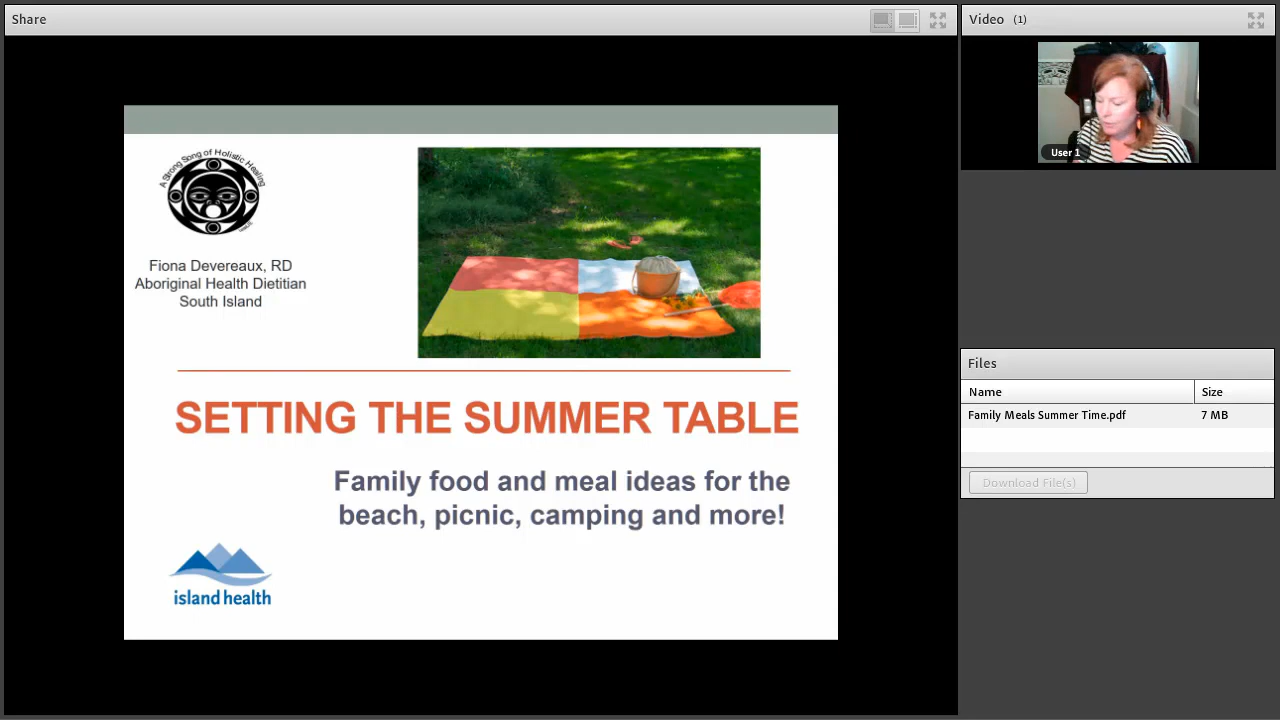 Share
Video (1)
User 1
A Strong Song of Holistic Healing
Fiona Devereaux, RD
Aboriginal Health Dietitian
South Island
SETTING THE SUMMER TABLE
Family food and meal ideas for the
beach, picnic, camping and more!
island health
Files
Name Size
Family Meals Summer Time.pdf 7 MB
Download File(s)